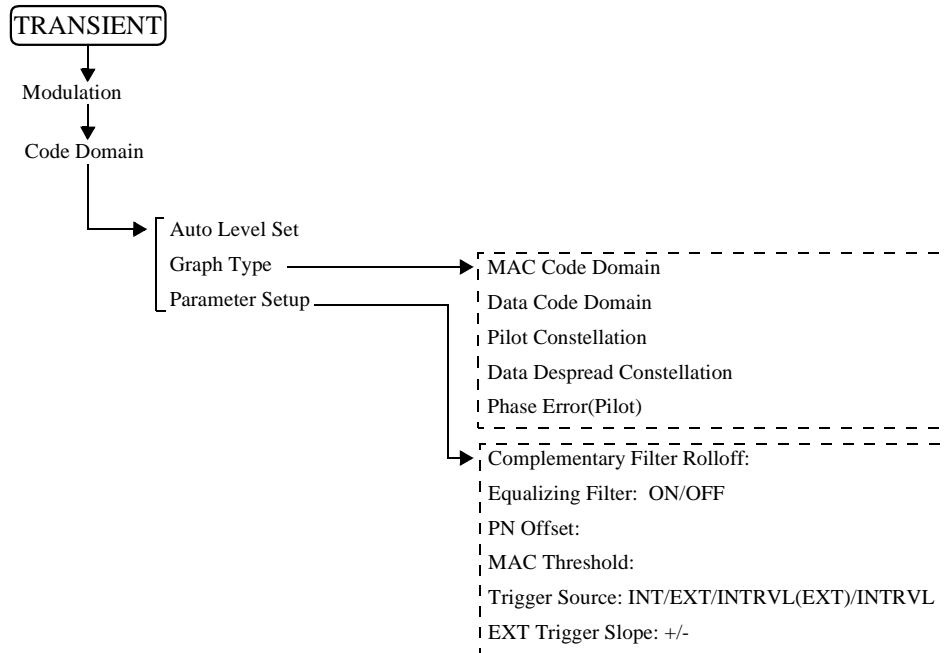 TRANSIENT
Modulation
Code Domain
Auto Level Set
Graph Type
Parameter Setup
MAC Code Domain
Data Code Domain
Pilot Constellation
Data Despread Constellation
Phase Error(Pilot)
Complementary Filter Rolloff:
Equalizing Filter: ON/OFF
PN Offset:
MAC Threshold:
Trigger Source: INT/EXT/INTRVL(EXT)/INTRVL
EXT Trigger Slope: +/-